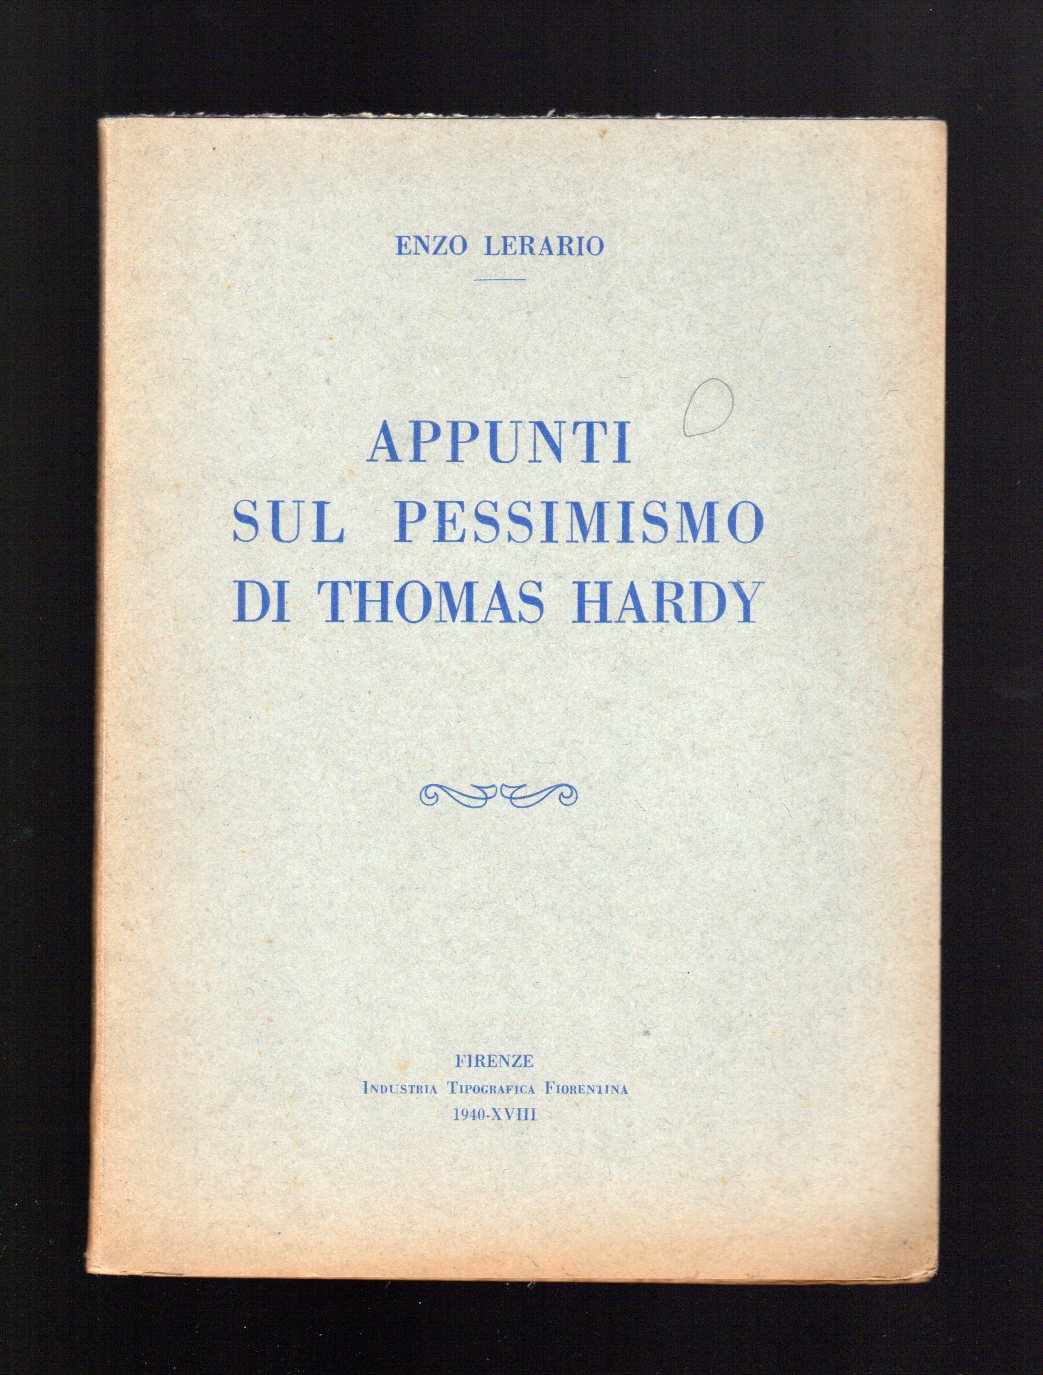 ENZO LERARIO
APPUNTI
SUL PESSIMISMO
DI THOMAS HARDY
FIRENZE
INDUSTRIA TIPOGRAFICA FIORENTINA
1940-XVIII